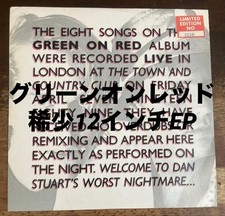 THE EIGHT SONGS ON THE
GREEN ON RED ALBUM
WERE RECORDED LIVE IN
LONDON AT THE TOWN AND
COUNTRY CLUB ON FRIDAY
APRIL
グリーンオンレッド
稀少12インチEP
REMIXING AND APPEAR HERE
EXACTLY AS PERFORMED ON
THE NIGHT. WELCOME TO DAN
STUART'S WORST NIGHTMARE...
LIMITED
EDITION
NO